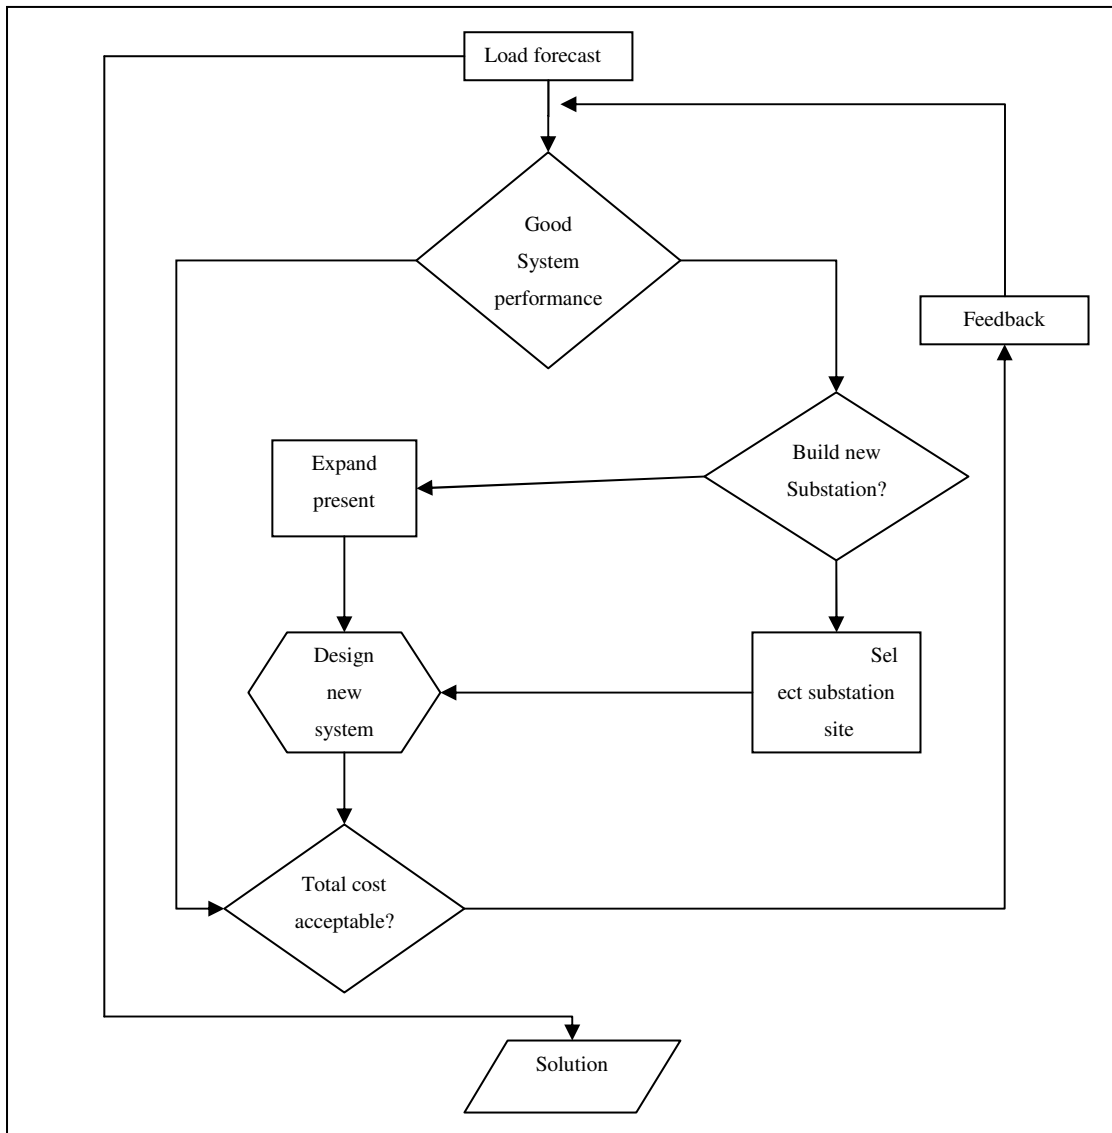 Load forecast
Good
System
performance
Feedback
Build new
Substation?
Expand
present
Design
new
system
Sel
ect substation
site
Total cost
acceptable?
Solution